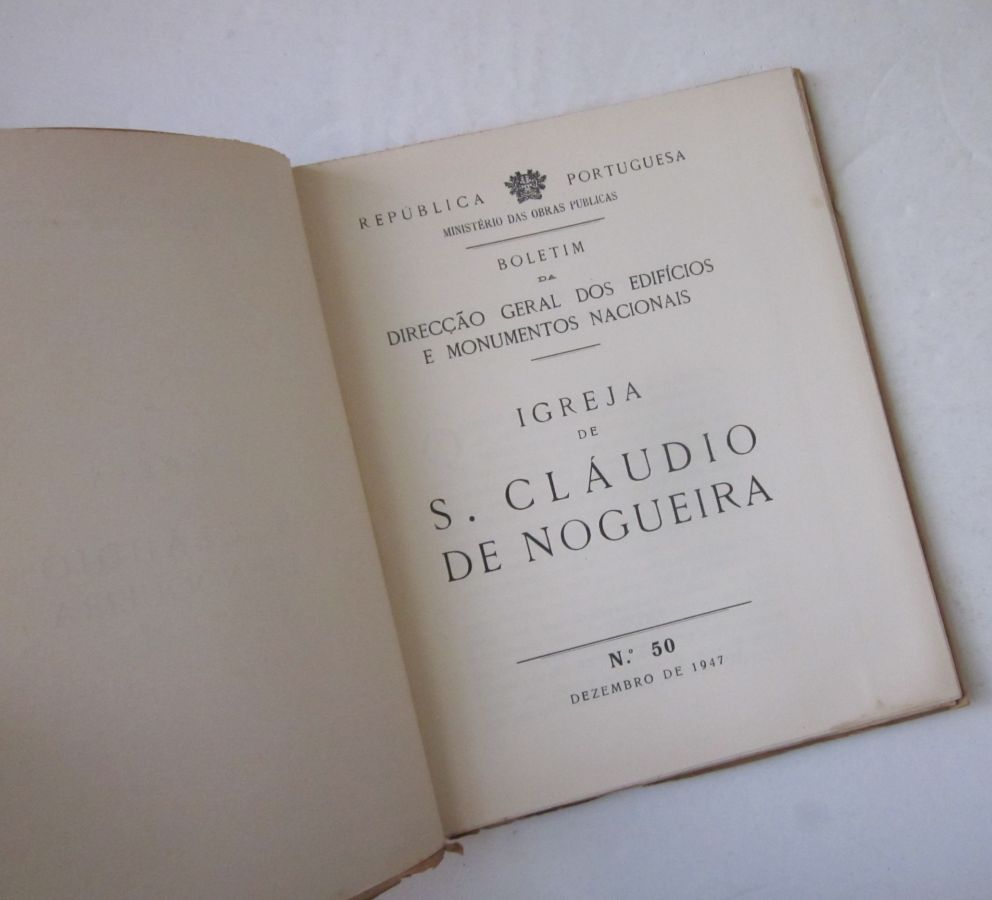 REPÚBLICA PORTUGUESA
MINISTÉRIO DAS OBRAS PUBLICAS
BOLETIM
DA
DIRECÇÃO GERAL DOS EDIFÍCIOS
E MONUMENTOS NACIONAIS
IGREJA
DE
S. CLÁUDIO
DE NOGUEIRA
N.º 50
DEZEMBRO DE 1947